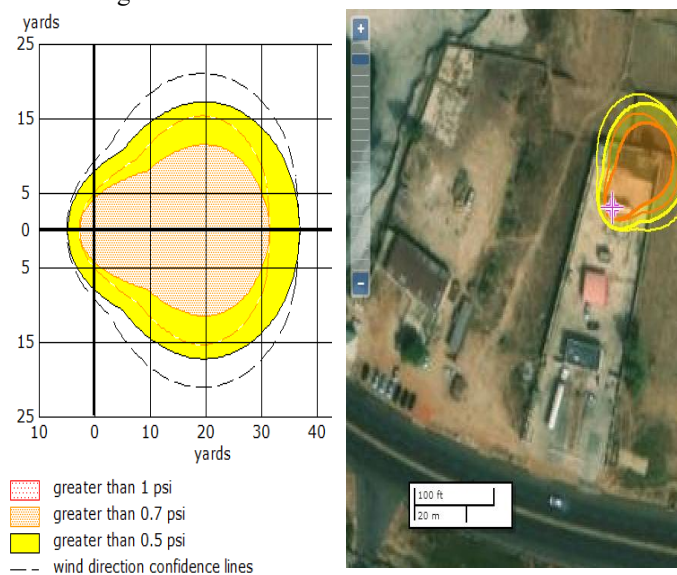 yards
25
15
5
0
5
15
25
10
0
10
20
30
40
yards
greater than 1 psi
greater than 0.7 psi
greater than 0.5 psi
wind direction confidence lines
+
−
100 ft
20 m